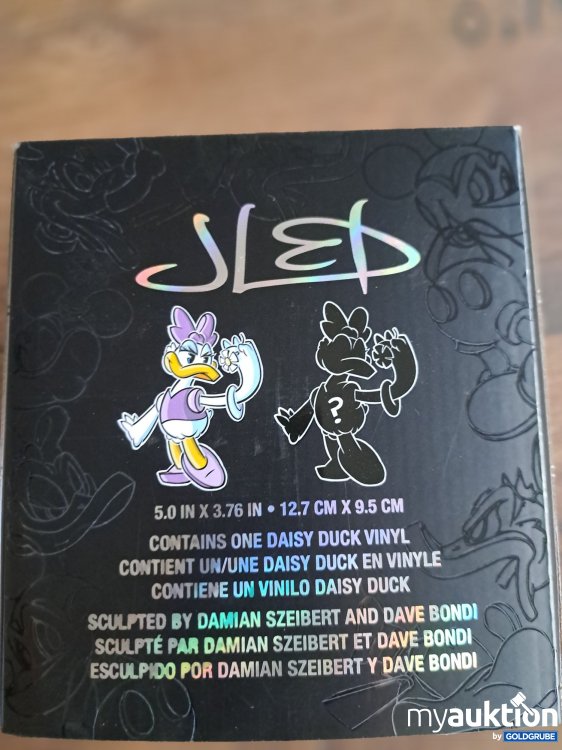 JLED
?
5.0 IN X 3.76 IN • 12.7 CM X 9.5 CM
CONTAINS ONE DAISY DUCK VINYL
CONTIENT UN/UNE DAISY DUCK EN VINYLE
CONTIENE UN VINILO DAISY DUCK
SCULPTED BY DAMIAN SZEIBERT AND DAVE BONDI
SCULPTÉ PAR DAMIAN SZEIBERT ET DAVE BONDI
ESCULPIDO POR DAMIAN SZEIBERT Y DAVE BONDI
myauktion
by GOLDGRUBE